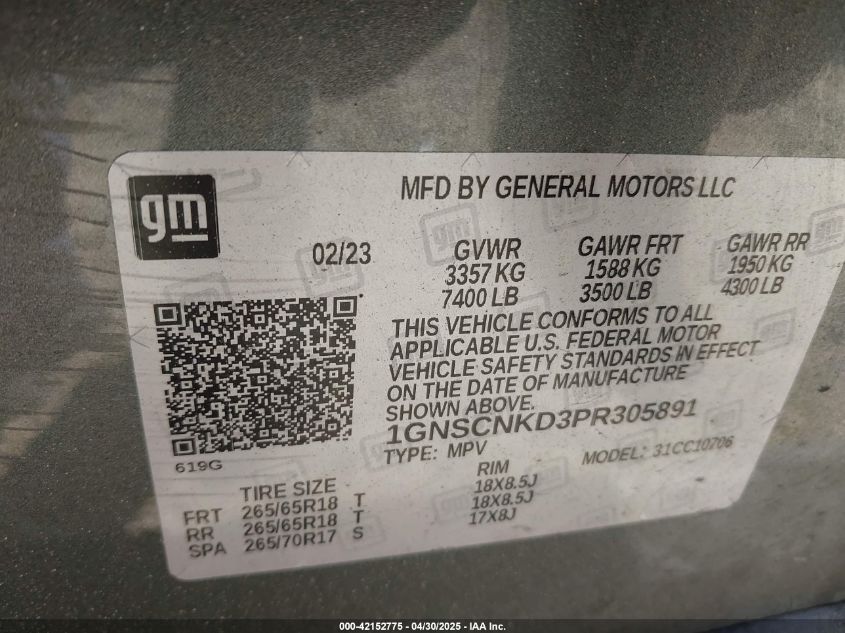 gm
MFD BY GENERAL MOTORS LLC
02/23
GVWR GAWR FRT GAWR RR
3357 KG 1588 KG 1950 KG
7400 LB 3500 LB 4300 LB
THIS VEHICLE CONFORMS TO ALL
APPLICABLE U.S. FEDERAL MOTOR
VEHICLE SAFETY STANDARDS IN EFFECT
ON THE DATE OF MANUFACTURE
SHOWN ABOVE.
1GNSCNKD3PR305891
TYPE: MPV MODEL: 31CC10706
619G
TIRE SIZE RIM
FRT 265/65R18 T 18X8.5J
RR 265/65R18 T 18X8.5J
SPA 265/70R17 S 17X8J
000-42152775 - 04/30/2025 - IAA Inc.